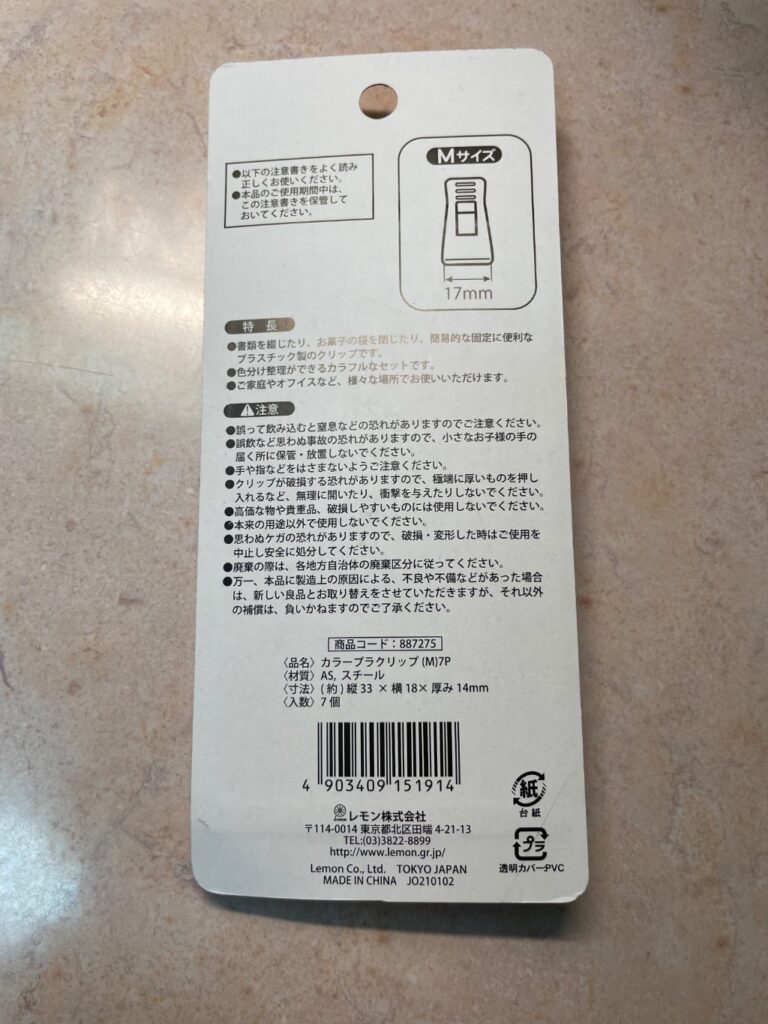 ●以下の注意書きをよく読み
正しくお使いください。
●本品のご使用期間中は、
この注意書きを保管して
おいてください。
Mサイズ
17mm
特長
●書類を綴じたり、お菓子の袋を閉じたり、簡易的な固定に便利な
プラスチック製のクリップです。
●色分け整理ができるカラフルなセットです。
●ご家庭やオフィスなど、様々な場所でお使いいただけます。
⚠注意
●誤って飲み込むと窒息などの恐れがありますのでご注意ください。
●誤飲など思わぬ事故の恐れがありますので、小さなお子様の手の
届く所に保管・放置しないでください。
●手や指などをはさまないようご注意ください。
●クリップが破損する恐れがありますので、極端に厚いものを押し
入れるなど、無理に開いたり、衝撃を与えたりしないでください。
●高価な物や貴重品、破損しやすいものには使用しないでください。
●本来の用途以外で使用しないでください。
●思わぬケガの恐れがありますので、破損・変形した時はご使用を
中止し安全に処分してください。
●廃棄の際は、各地方自治体の廃棄区分に従ってください。
●万一、本品に製造上の原因による、不良や不備などがあった場合
は、新しい良品とお取り替えをさせていただきますが、それ以外
の補償は、負いかねますのでご了承ください。
商品コード：887275
〈品名〉カラープラクリップ (M)7P
〈材質〉AS, スチール
〈寸法〉( 約 ) 縦 33 × 横 18× 厚み 14mm
〈入数〉7 個
4 903409 151914
レモン株式会社
〒114-0014 東京都北区田端 4-21-13
TEL:(03)3822-8899
http://www.lemon.gr.jp/
Lemon Co., Ltd. TOKYO JAPAN
MADE IN CHINA JO210102
紙
台紙
プラ
透明カバー:PVC